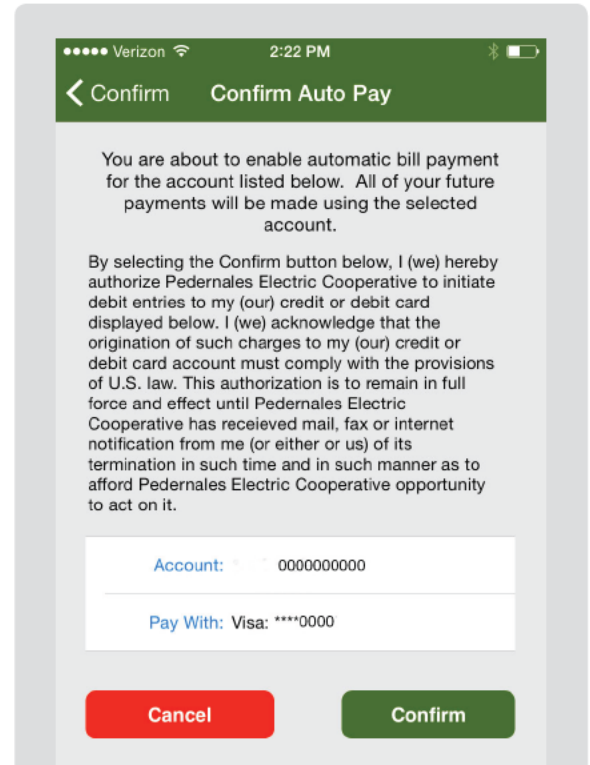 Verizon 2:22 PM
Confirm Confirm Auto Pay
You are about to enable automatic bill payment
for the account listed below. All of your future
payments will be made using the selected
account.
By selecting the Confirm button below, I (we) hereby
authorize Pedernales Electric Cooperative to initiate
debit entries to my (our) credit or debit card
displayed below. I (we) acknowledge that the
origination of such charges to my (our) credit or
debit card account must comply with the provisions
of U.S. law. This authorization is to remain in full
force and effect until Pedernales Electric
Cooperative has receieved mail, fax or internet
notification from me (or either or us) of its
termination in such time and in such manner as to
afford Pedernales Electric Cooperative opportunity
to act on it.
Account: 0000000000
Pay With: Visa: ****0000
Cancel Confirm